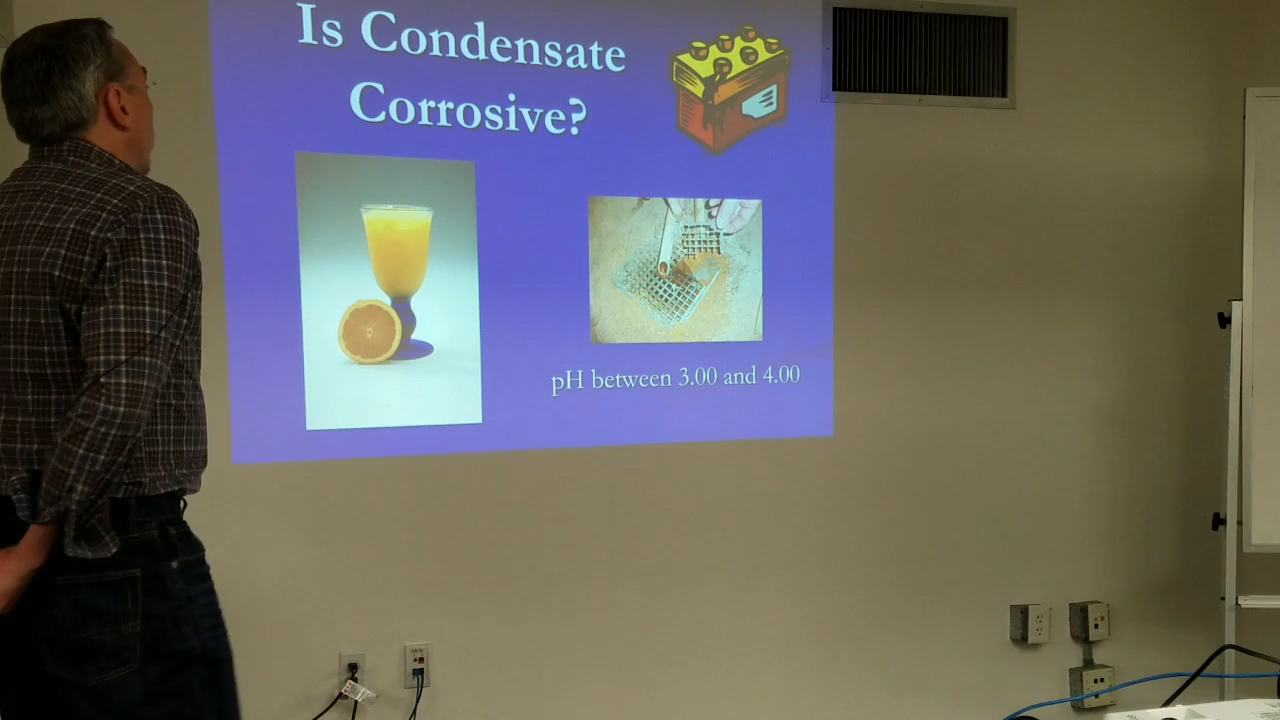 Is Condensate
Corrosive?
pH between 3.00 and 4.00